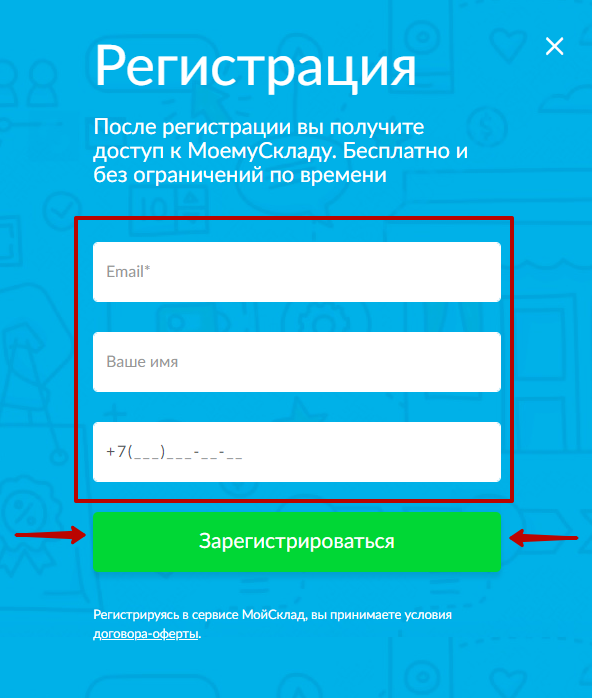 Регистрация
После регистрации вы получите
доступ к МоемуСкладу. Бесплатно и
без ограничений по времени
Email*
Ваше имя
+7(___)___-__-__
Зарегистрироваться
Регистрируясь в сервисе МойСклад, вы принимаете условия
договора-оферты.